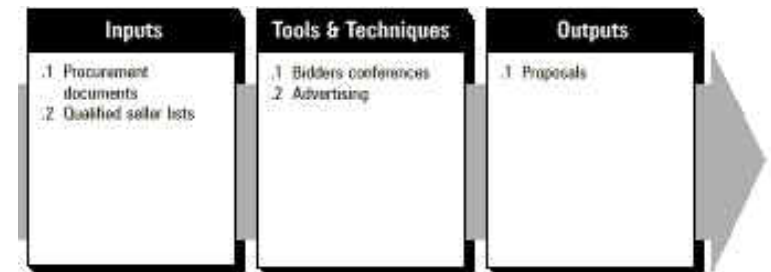 Inputs
.1 Procurement
documents
.2 Qualified seller lists
Tools & Techniques
.1 Bidders conferences
.2 Advertising
Outputs
.1 Proposals